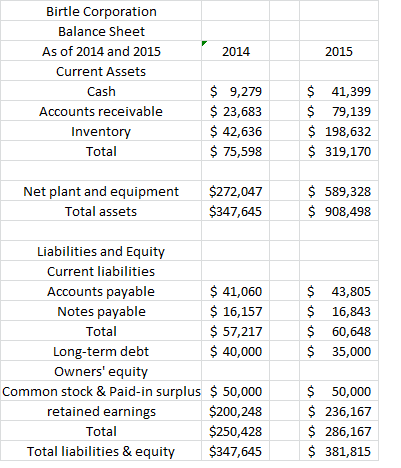 Birtle Corporation
Balance Sheet
As of 2014 and 2015 2014 2015
Current Assets
Cash $ 9,279 $ 41,399
Accounts receivable $ 23,683 $ 79,139
Inventory $ 42,636 $ 198,632
Total $ 75,598 $ 319,170
Net plant and equipment $272,047 $ 589,328
Total assets $347,645 $ 908,498
Liabilities and Equity
Current liabilities
Accounts payable $ 41,060 $ 43,805
Notes payable $ 16,157 $ 16,843
Total $ 57,217 $ 60,648
Long-term debt $ 40,000 $ 35,000
Owners' equity
Common stock & Paid-in surplus $ 50,000 $ 50,000
retained earnings $200,248 $ 236,167
Total $250,428 $ 286,167
Total liabilities & equity $347,645 $ 381,815